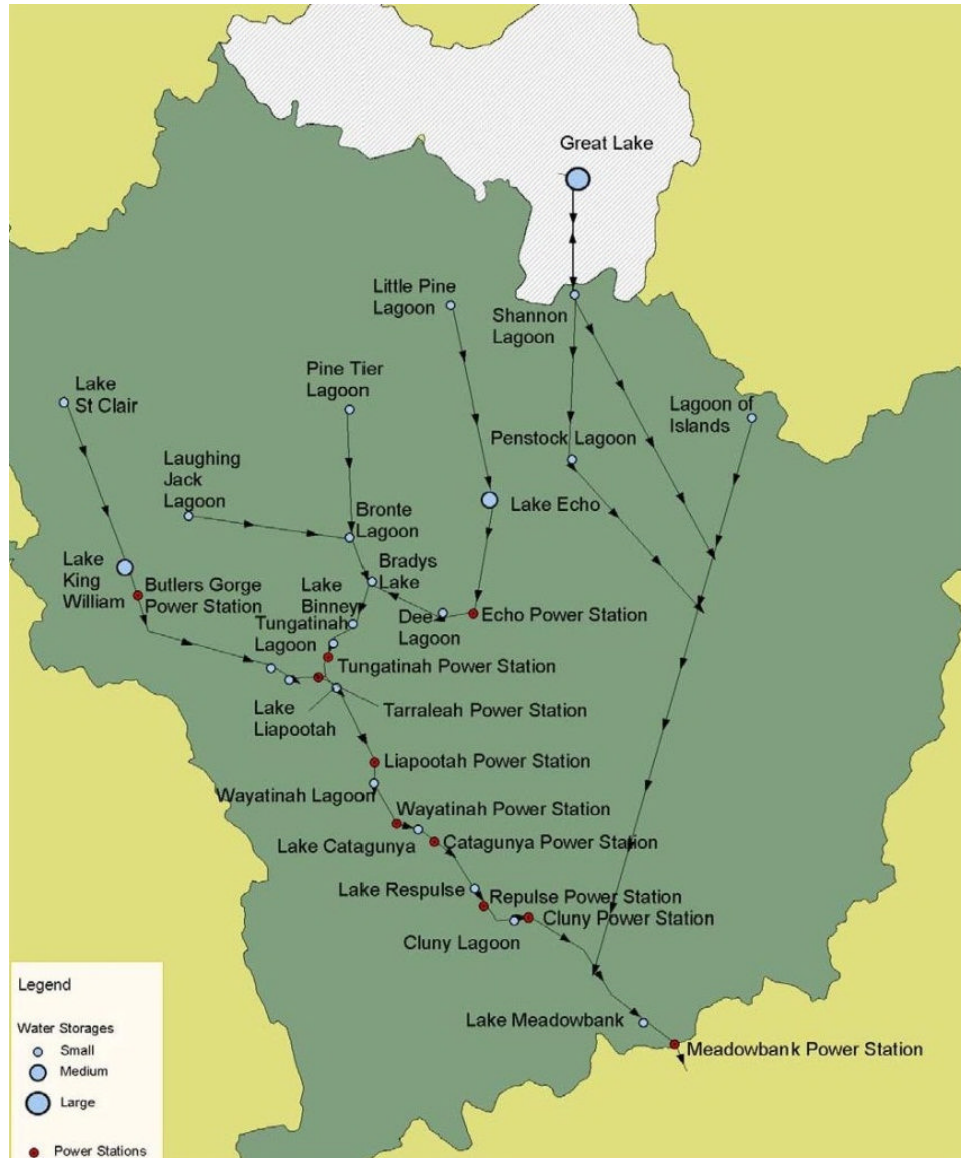 Great Lake
Little Pine
Lagoon
Shannon
Lagoon
Pine Tier
Lagoon
Lake
St Clair
Lagoon of
Islands
Penstock Lagoon
Laughing
Jack
Lagoon
Lake Echo
Bronte
Lagoon
Bradys
Lake
Lake
King
William
Butlers Gorge
Power Station
Lake
Binney
Tungatinah
Lagoon
Dee
Lagoon
Echo Power Station
Tungatinah Power Station
Lake
Liapootah
Tarraleah Power Station
Liapootah Power Station
Wayatinah Lagoon
Wayatinah Power Station
Lake Catagunya
Catagunya Power Station
Lake Respulse
Repulse Power Station
Cluny Power Station
Cluny Lagoon
Lake Meadowbank
Meadowbank Power Station
Legend
Water Storages
Small
Medium
Large
Power Stations